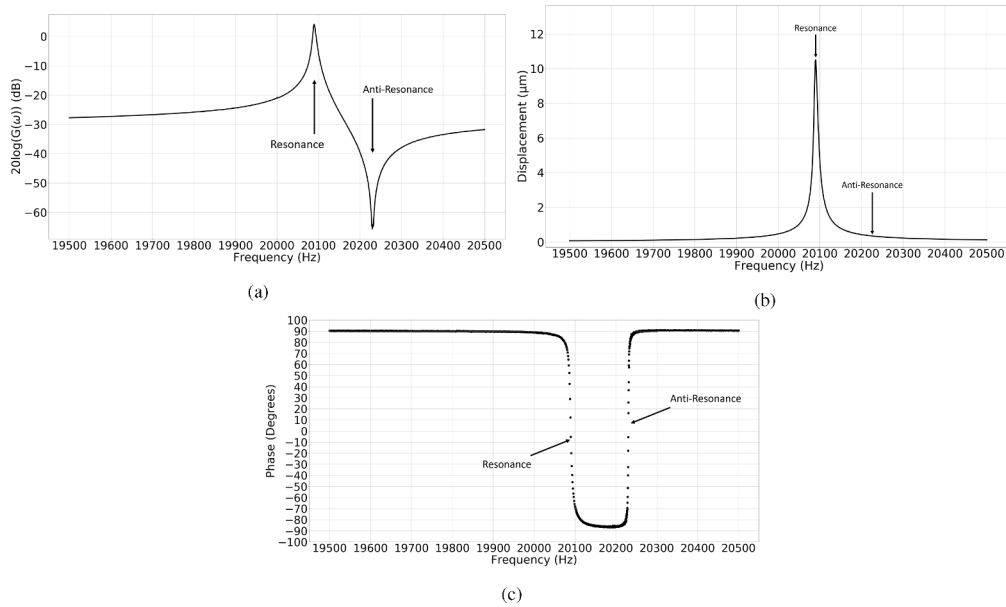 20log(G(ω)) (dB)
0
−10
−20
−30
−40
−50
−60
Resonance
Anti-Resonance
19500 19600 19700 19800 19900 20000 20100 20200 20300 20400 20500
Frequency (Hz)
(a)
Displacement (μm)
12
10
8
6
4
2
0
Resonance
Anti-Resonance
19500 19600 19700 19800 19900 20000 20100 20200 20300 20400 20500
Frequency (Hz)
(b)
Phase (Degrees)
100
90
80
70
60
50
40
30
20
10
0
−10
−20
−30
−40
−50
−60
−70
−80
−90
−100
Anti-Resonance
Resonance
19500 19600 19700 19800 19900 20000 20100 20200 20300 20400 20500
Frequency (Hz)
(c)